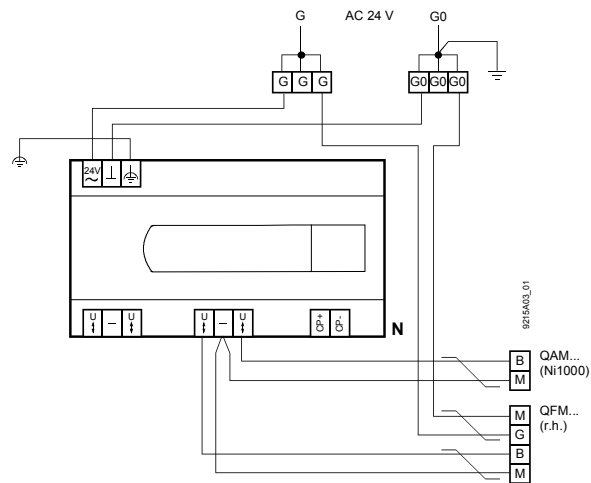 G AC 24 V G0
G G G G0 G0 G0
24V
~ ⊥
U – U U – U CP+ CP- N
9215A03_01
B QAM...
M (Ni1000)
M QFM...
G (r.h.)
B
M